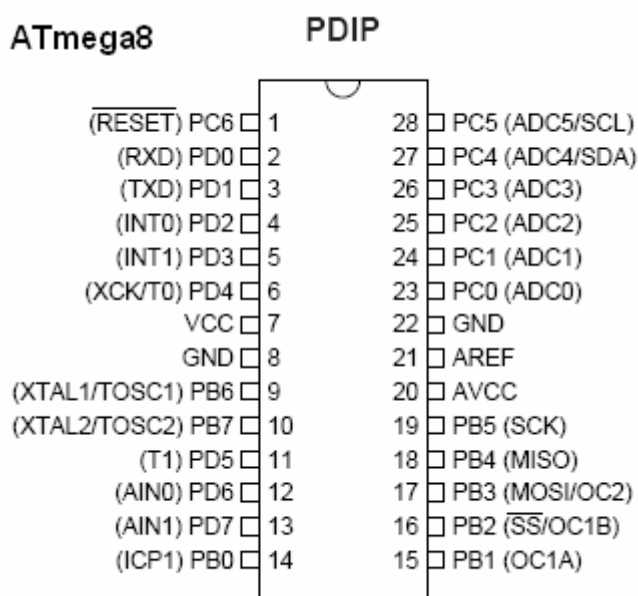 ATmega8 PDIP
(RESET) PC6 1 28 PC5 (ADC5/SCL)
(RXD) PD0 2 27 PC4 (ADC4/SDA)
(TXD) PD1 3 26 PC3 (ADC3)
(INT0) PD2 4 25 PC2 (ADC2)
(INT1) PD3 5 24 PC1 (ADC1)
(XCK/T0) PD4 6 23 PC0 (ADC0)
VCC 7 22 GND
GND 8 21 AREF
(XTAL1/TOSC1) PB6 9 20 AVCC
(XTAL2/TOSC2) PB7 10 19 PB5 (SCK)
(T1) PD5 11 18 PB4 (MISO)
(AIN0) PD6 12 17 PB3 (MOSI/OC2)
(AIN1) PD7 13 16 PB2 (SS/OC1B)
(ICP1) PB0 14 15 PB1 (OC1A)